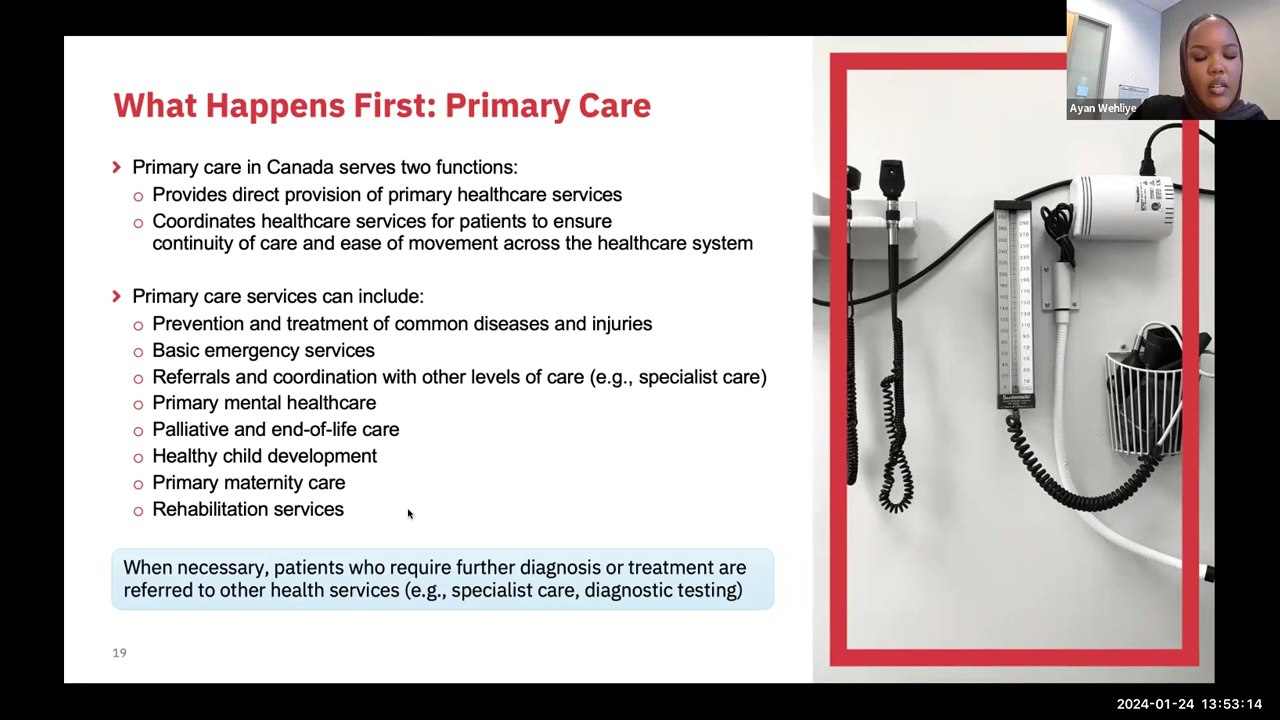 Ayan Wehliye
What Happens First: Primary Care
Primary care in Canada serves two functions:
Provides direct provision of primary healthcare services
Coordinates healthcare services for patients to ensure
continuity of care and ease of movement across the healthcare system
Primary care services can include:
Prevention and treatment of common diseases and injuries
Basic emergency services
Referrals and coordination with other levels of care (e.g., specialist care)
Primary mental healthcare
Palliative and end-of-life care
Healthy child development
Primary maternity care
Rehabilitation services
When necessary, patients who require further diagnosis or treatment are
referred to other health services (e.g., specialist care, diagnostic testing)
19
2024-01-24 13:53:14